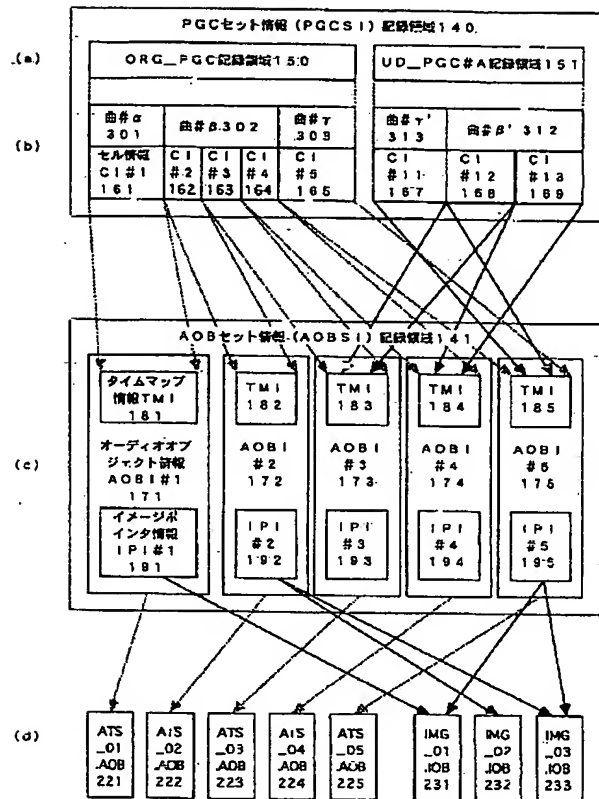 PGCセット情報 (PGCSI) 記録領域140
(a)
ORG_PGC記録領域150
UD_PGC#A記録領域151
(b)
曲#α
301
曲#β302
曲#γ
303
曲#γ'
313
曲#β'312
セル情報
CI#1
161
CI
#2
162
CI
#3
163
CI
#4
164
CI
#5
165
CI
#11
167
CI
#12
168
CI
#13
169
AOBセット情報 (AOBSI) 記録領域141
(c)
タイムマップ
情報TMI
181
オーディオオブ
ジェクト情報
AOBI#1
171
イメージポ
インタ情報
IPI#1
191
TMI
182
AOBI
#2
172
IPI
#2
192
TMI
183
AOBI
#3
173
IPI
#3
193
TMI
184
AOBI
#4
174
IPI
#4
194
TMI
185
AOBI
#5
175
IPI
#5
195
(d)
ATS
_01
.AOB
221
ATS
_02
.AOB
222
ATS
_03
.AOB
223
ATS
_04
.AOB
224
ATS
_05
.AOB
225
IMG
_01
.IOB
231
IMG
_02
.IOB
232
IMG
_03
.IOB
233